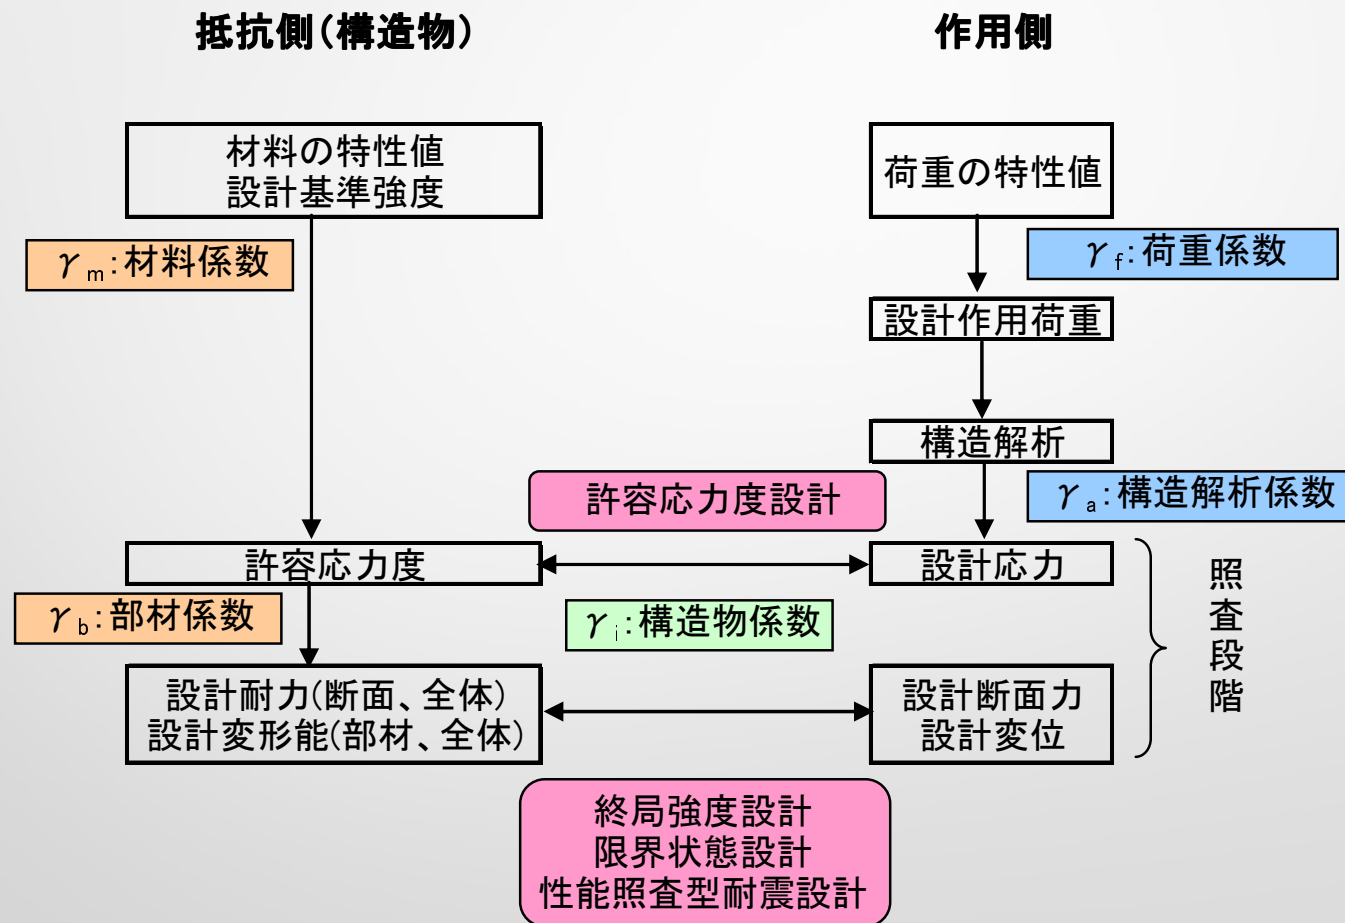 抵抗側(構造物)
作用側
材料の特性値
設計基準強度
荷重の特性値
γm:材料係数
γf:荷重係数
設計作用荷重
構造解析
許容応力度設計
γa:構造解析係数
許容応力度
設計応力
γb:部材係数
γi:構造物係数
照査段階
設計耐力(断面、全体)
設計変形能(部材、全体)
設計断面力
設計変位
終局強度設計
限界状態設計
性能照査型耐震設計